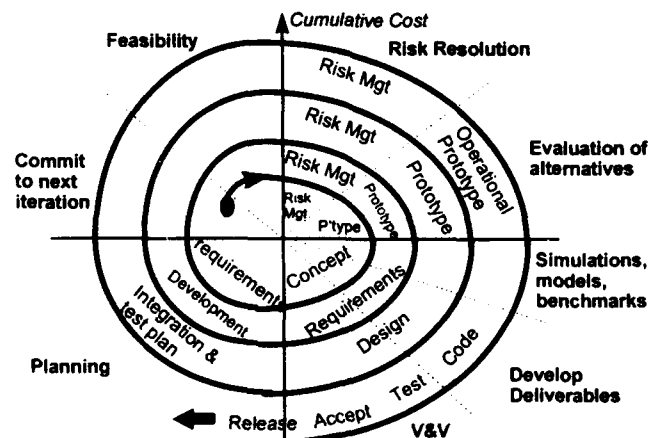 Cumulative Cost
Feasibility
Risk Resolution
Risk Mgt
Operational
Prototype
Risk Mgt
Prototype
Evaluation of
alternatives
Commit
to next
iteration
Risk Mgt
Prototype
Risk
Mgt
P'type
requirement
Concept
Simulations,
models,
benchmarks
Development
Requirements
Integration &
test plan
Design
Planning
Code
Develop
Deliverables
Test
Accept
Release
V&V